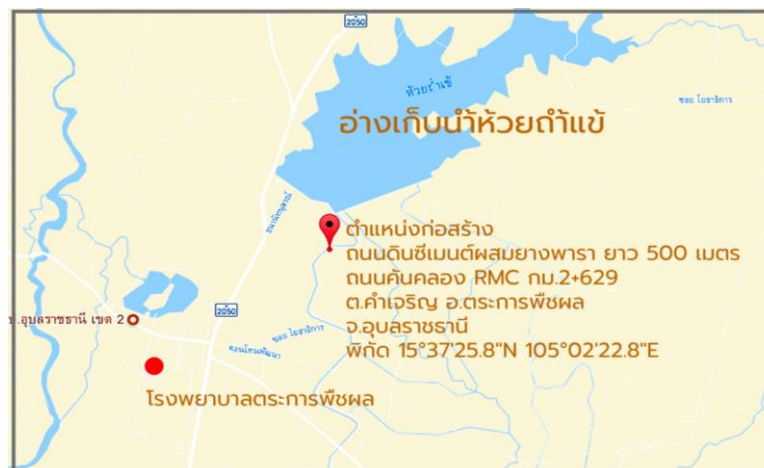 2050
ห้วยถ้ำแข้
ซอย โยธาธิการ
อ่างเก็บน้ำห้วยถ้ำแข้
ตำแหน่งก่อสร้าง
ถนนดินซีเมนต์ผสมยางพารา ยาว 500 เมตร
ถนนคันคลอง RMC กม.2+629
ต.คำเจริญ อ.ตระการพืชผล
จ.อุบลราชธานี
พิกัด 15°37'25.8"N 105°02'22.8"E
2050
.อุบลราชธานี เขต 2
ซอย โยธาธิการ
โรงพยาบาลตระการพืชผล